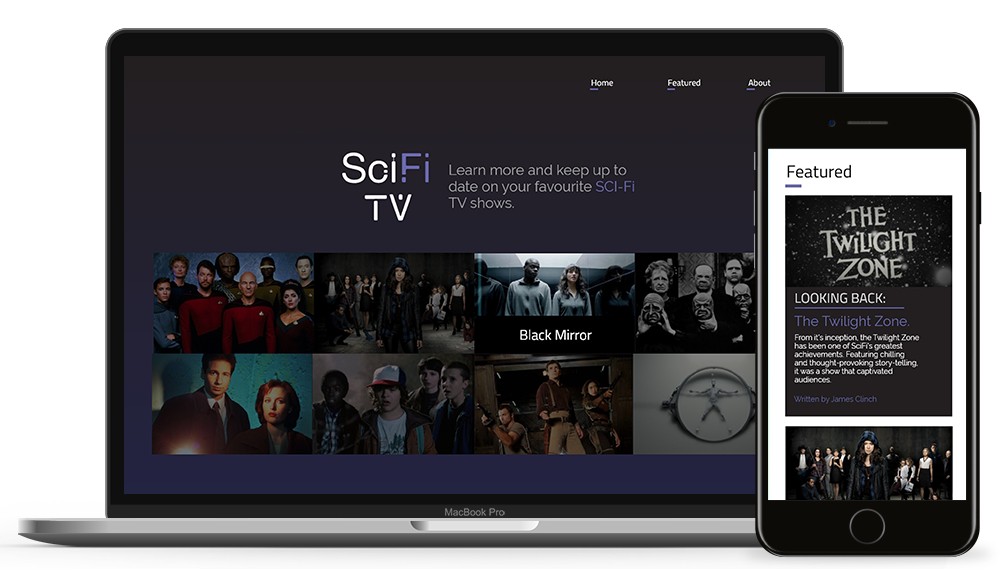 Home Featured About
SciFi
TV
Learn more and keep up to
date on your favourite SCI-Fi
TV shows.
Black Mirror
MacBook Pro
Featured
THE
TWiLIGHT
ZONE
LOOKING BACK:
The Twilight Zone.
From it's inception, the Twilight Zone
has been one of SciFi's greatest
achievements. Featuring chilling
and thought-provoking story-telling,
it was a show that captivated
audiences.
Written by James Clinch